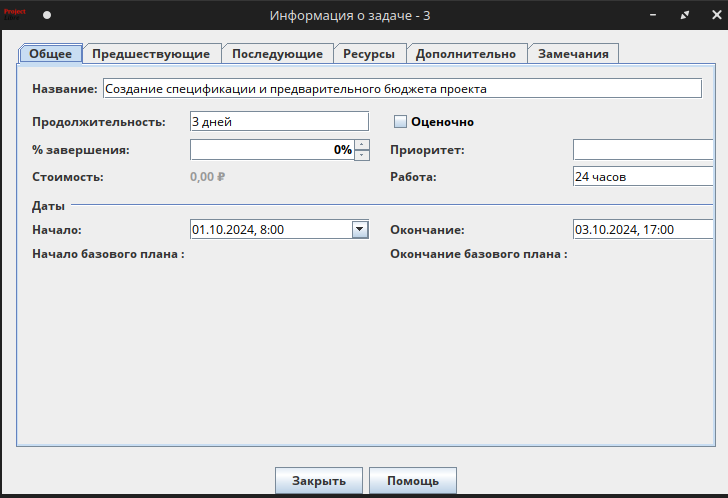 Project
Libre
Информация о задаче - 3
Общее Предшествующие Последующие Ресурсы Дополнительно Замечания
Название: Создание спецификации и предварительного бюджета проекта
Продолжительность: 3 дней Оценочно
% завершения: 0% Приоритет:
Стоимость: 0,00 ₽ Работа: 24 часов
Даты
Начало: 01.10.2024, 8:00 Окончание: 03.10.2024, 17:00
Начало базового плана : Окончание базового плана :
Закрыть Помощь